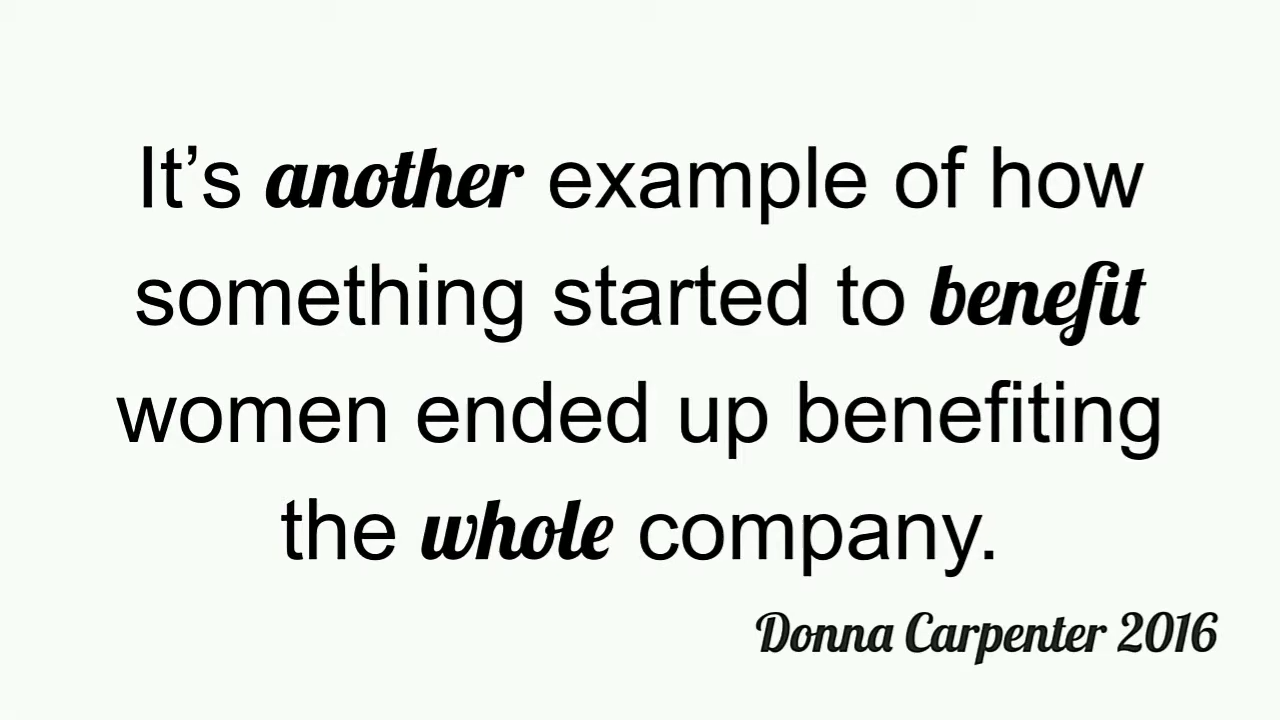 It’s another example of how
something started to benefit
women ended up benefiting
the whole company.
Donna Carpenter 2016